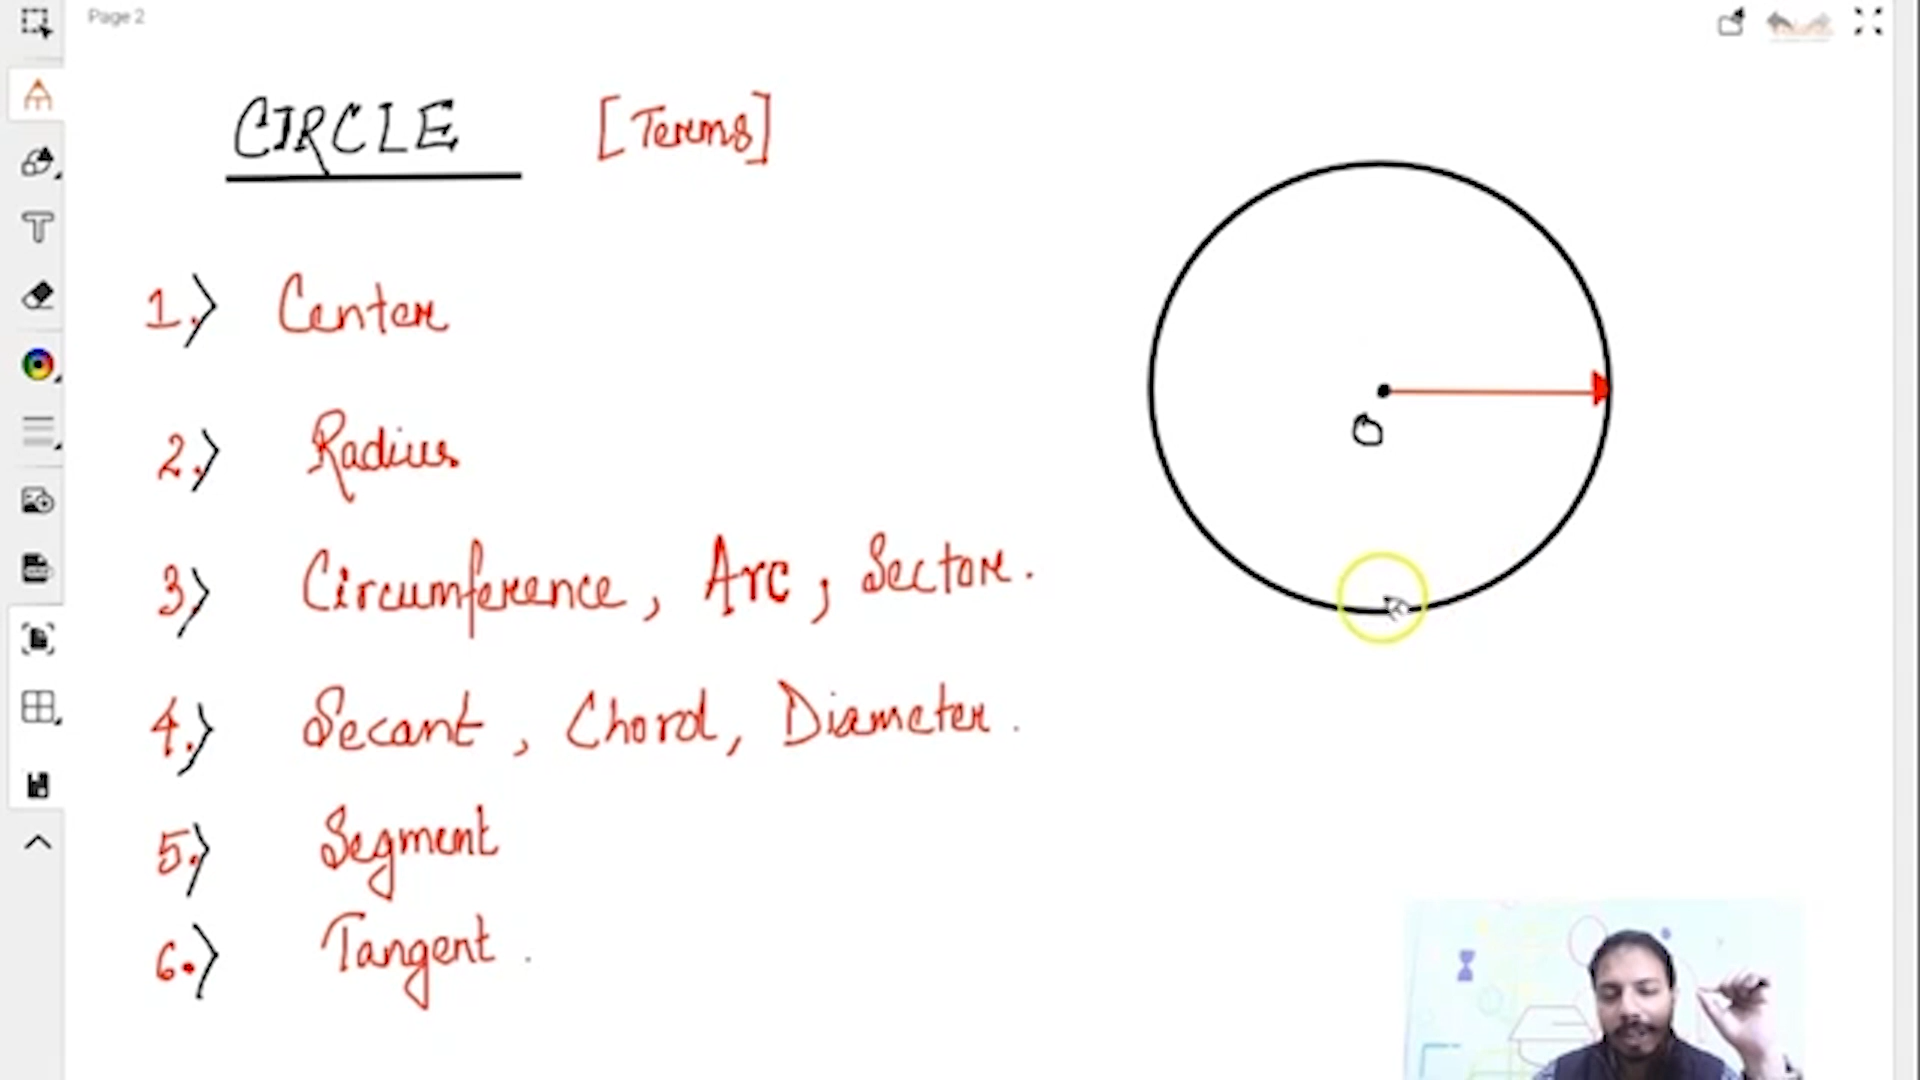 Page 2
CIRCLE [Terms]
1.) Center
2.) Radius
3) Circumference, Arc, Sector.
4.) Secant, Chord, Diameter.
5.) Segment
6.) Tangent.
O